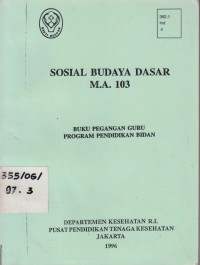 SOSIAL BUDAYA DASAR
M.A. 103
BUKU PEGANGAN GURU
PROGRAM PENDIDIKAN BIDAN
355/06/
97. 3
DEPARTEMEN KESEHATAN R.I.
PUSAT PENDIDIKAN TENAGA KESEHATAN
JAKARTA
1996